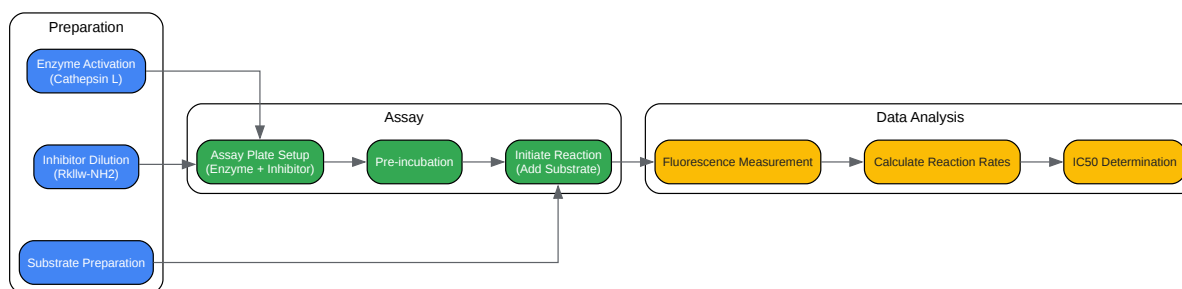 Preparation
Enzyme Activation
(Cathepsin L)
Inhibitor Dilution
(Rkllw-NH2)
Substrate Preparation
Assay
Assay Plate Setup
(Enzyme + Inhibitor)
Pre-incubation
Initiate Reaction
(Add Substrate)
Data Analysis
Fluorescence Measurement
Calculate Reaction Rates
IC50 Determination